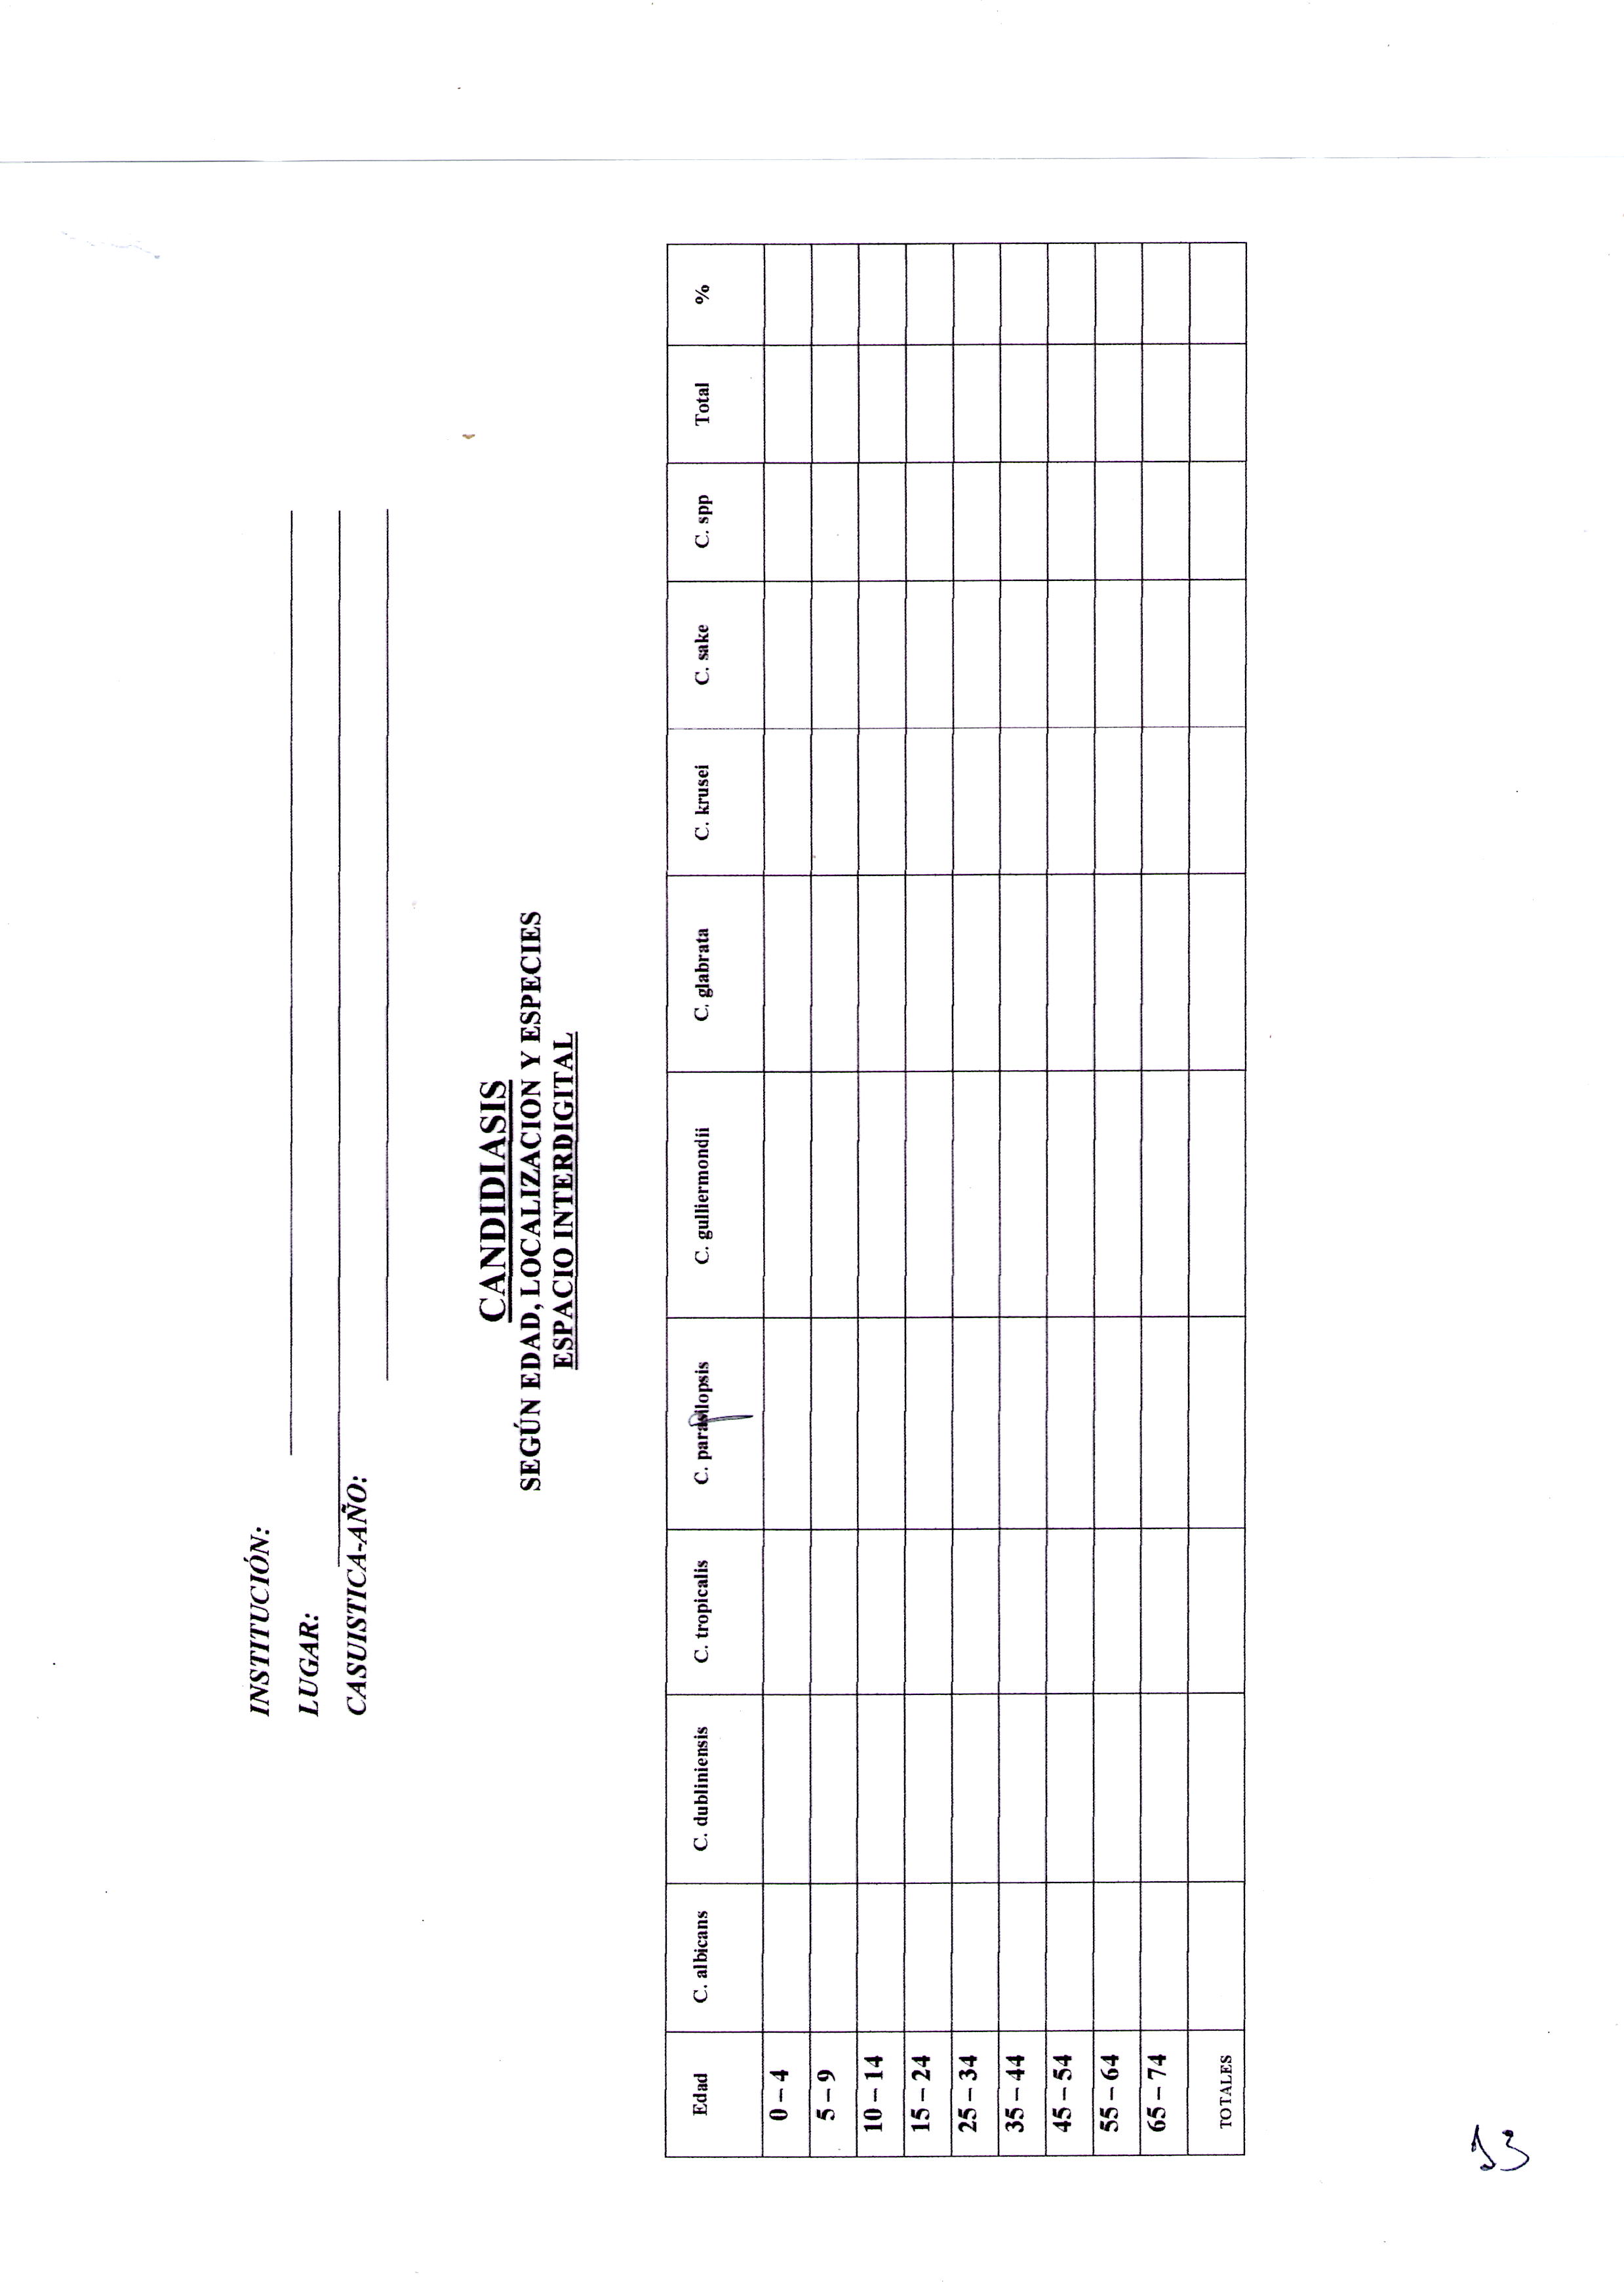 INSTITUCIÓN:
LUGAR:
CASUISTICA-AÑO:
CANDIDIASIS
SEGÚN EDAD, LOCALIZACION Y ESPECIES
ESPACIO INTERDIGITAL
Edad C. albicans C. dubliniensis C. tropicalis C. parasilopsis C. gulliermondii C. glabrata C. krusei C. sake C. spp Total %
0 – 4
5 – 9
10 – 14
15 – 24
25 – 34
35 – 44
45 – 54
55 – 64
65 – 74
TOTALES
13